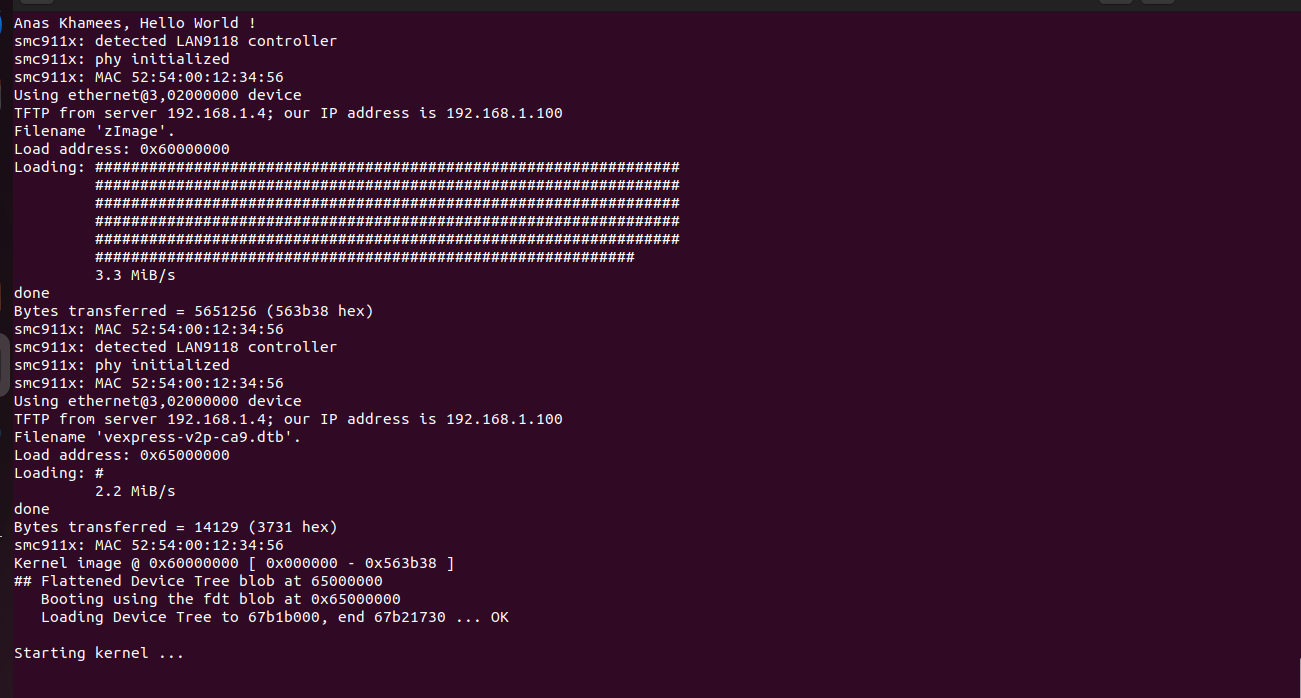 Anas Khamees, Hello World !
smc911x: detected LAN9118 controller
smc911x: phy initialized
smc911x: MAC 52:54:00:12:34:56
Using ethernet@3,02000000 device
TFTP from server 192.168.1.4; our IP address is 192.168.1.100
Filename 'zImage'.
Load address: 0x60000000
Loading: #################################################################
         #################################################################
         #################################################################
         #################################################################
         #################################################################
         ############################################################
         3.3 MiB/s
done
Bytes transferred = 5651256 (563b38 hex)
smc911x: MAC 52:54:00:12:34:56
smc911x: detected LAN9118 controller
smc911x: phy initialized
smc911x: MAC 52:54:00:12:34:56
Using ethernet@3,02000000 device
TFTP from server 192.168.1.4; our IP address is 192.168.1.100
Filename 'vexpress-v2p-ca9.dtb'.
Load address: 0x65000000
Loading: #
         2.2 MiB/s
done
Bytes transferred = 14129 (3731 hex)
smc911x: MAC 52:54:00:12:34:56
Kernel image @ 0x60000000 [ 0x000000 - 0x563b38 ]
## Flattened Device Tree blob at 65000000
   Booting using the fdt blob at 0x65000000
   Loading Device Tree to 67b1b000, end 67b21730 ... OK

Starting kernel ...